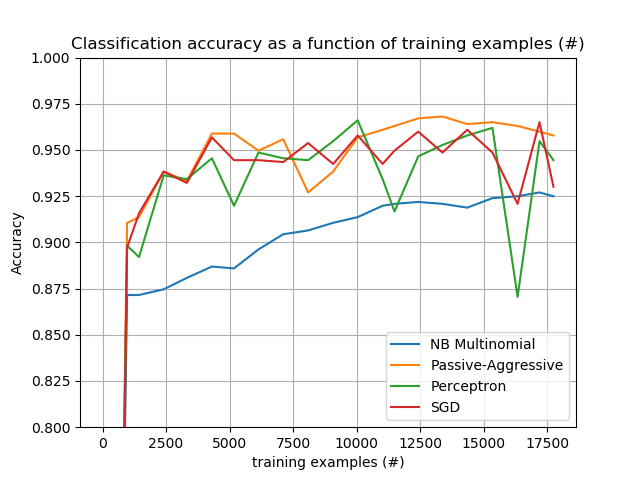 Classification accuracy as a function of training examples (#)
1.000
0.975
0.950
0.925
0.900
0.875
0.850
0.825
0.800
Accuracy
NB Multinomial
Passive-Aggressive
Perceptron
SGD
0 2500 5000 7500 10000 12500 15000 17500
training examples (#)